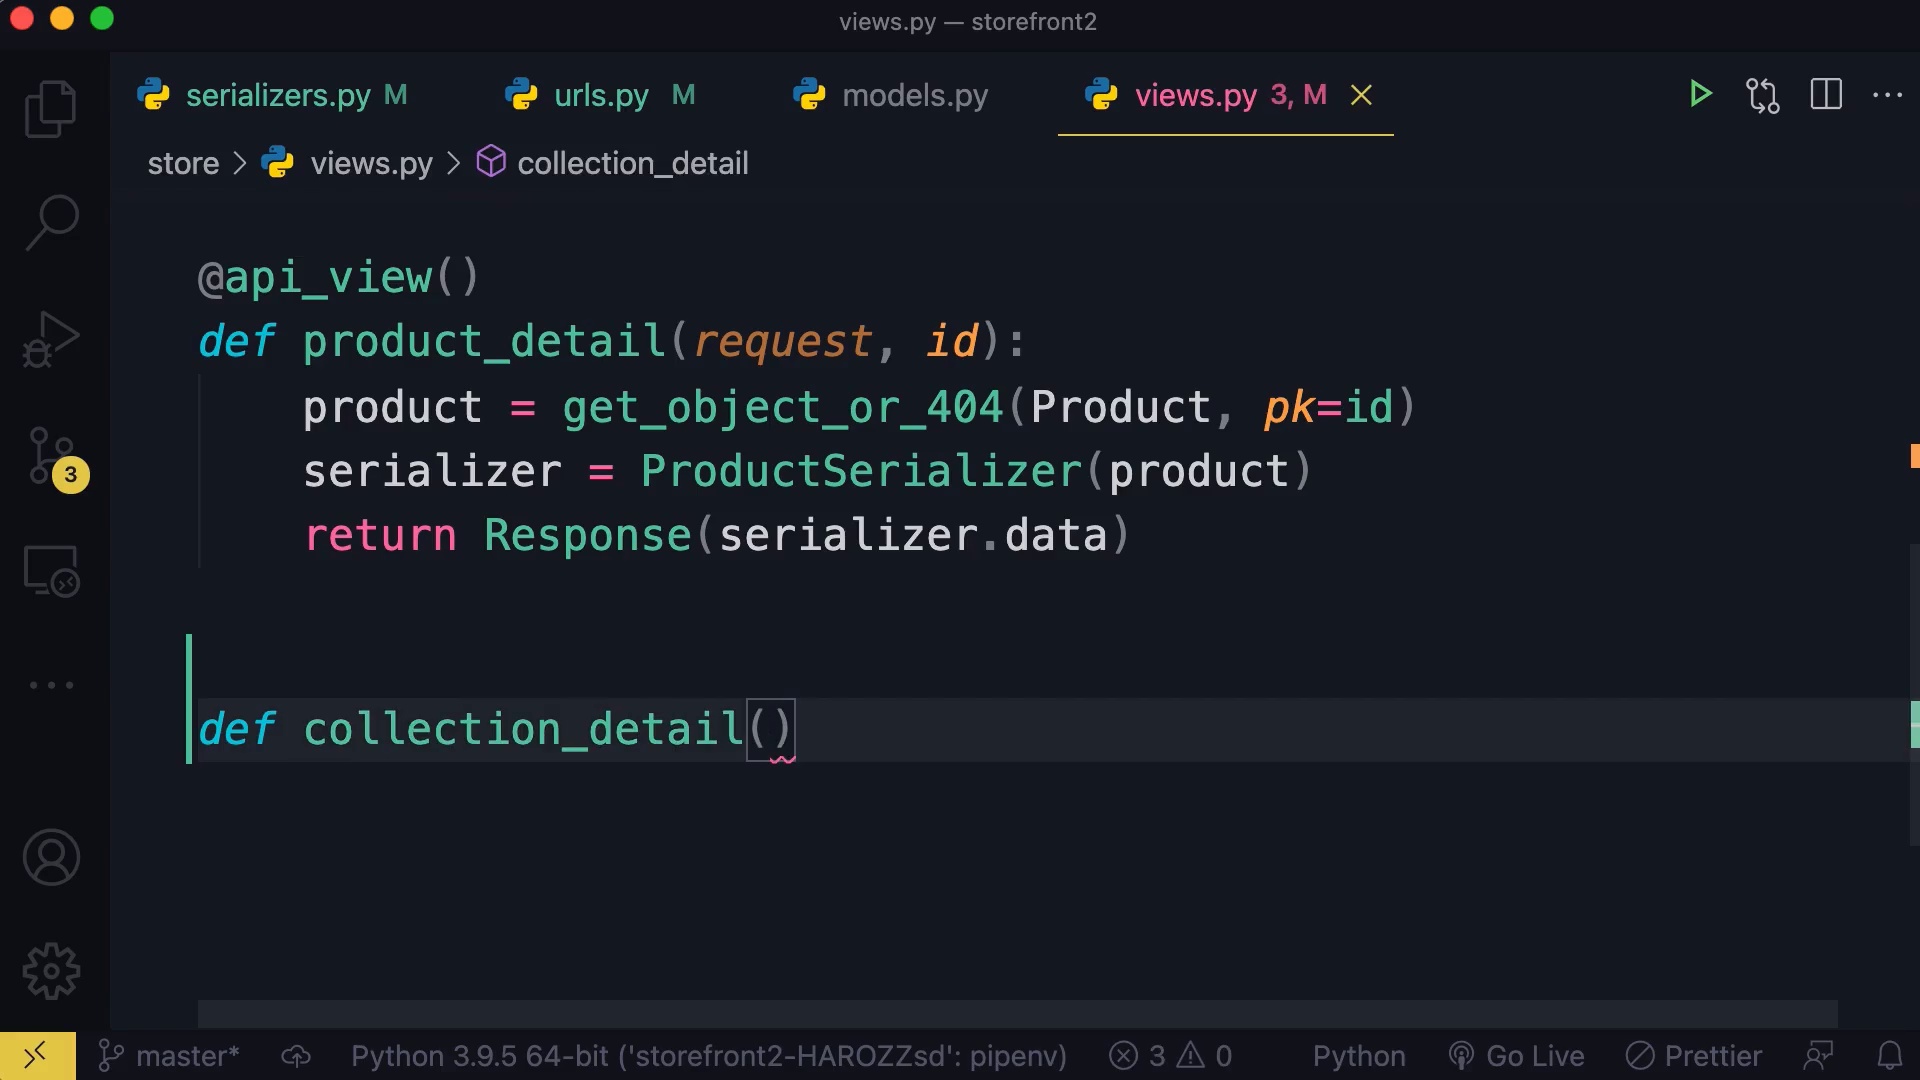 views.py — storefront2
serializers.py M urls.py M models.py views.py 3, M
store > views.py > collection_detail
@api_view()
def product_detail(request, id):
    product = get_object_or_404(Product, pk=id)
    serializer = ProductSerializer(product)
    return Response(serializer.data)
def collection_detail()
3
master* Python 3.9.5 64-bit ('storefront2-HAROZZsd': pipenv) 3 0 Python Go Live Prettier